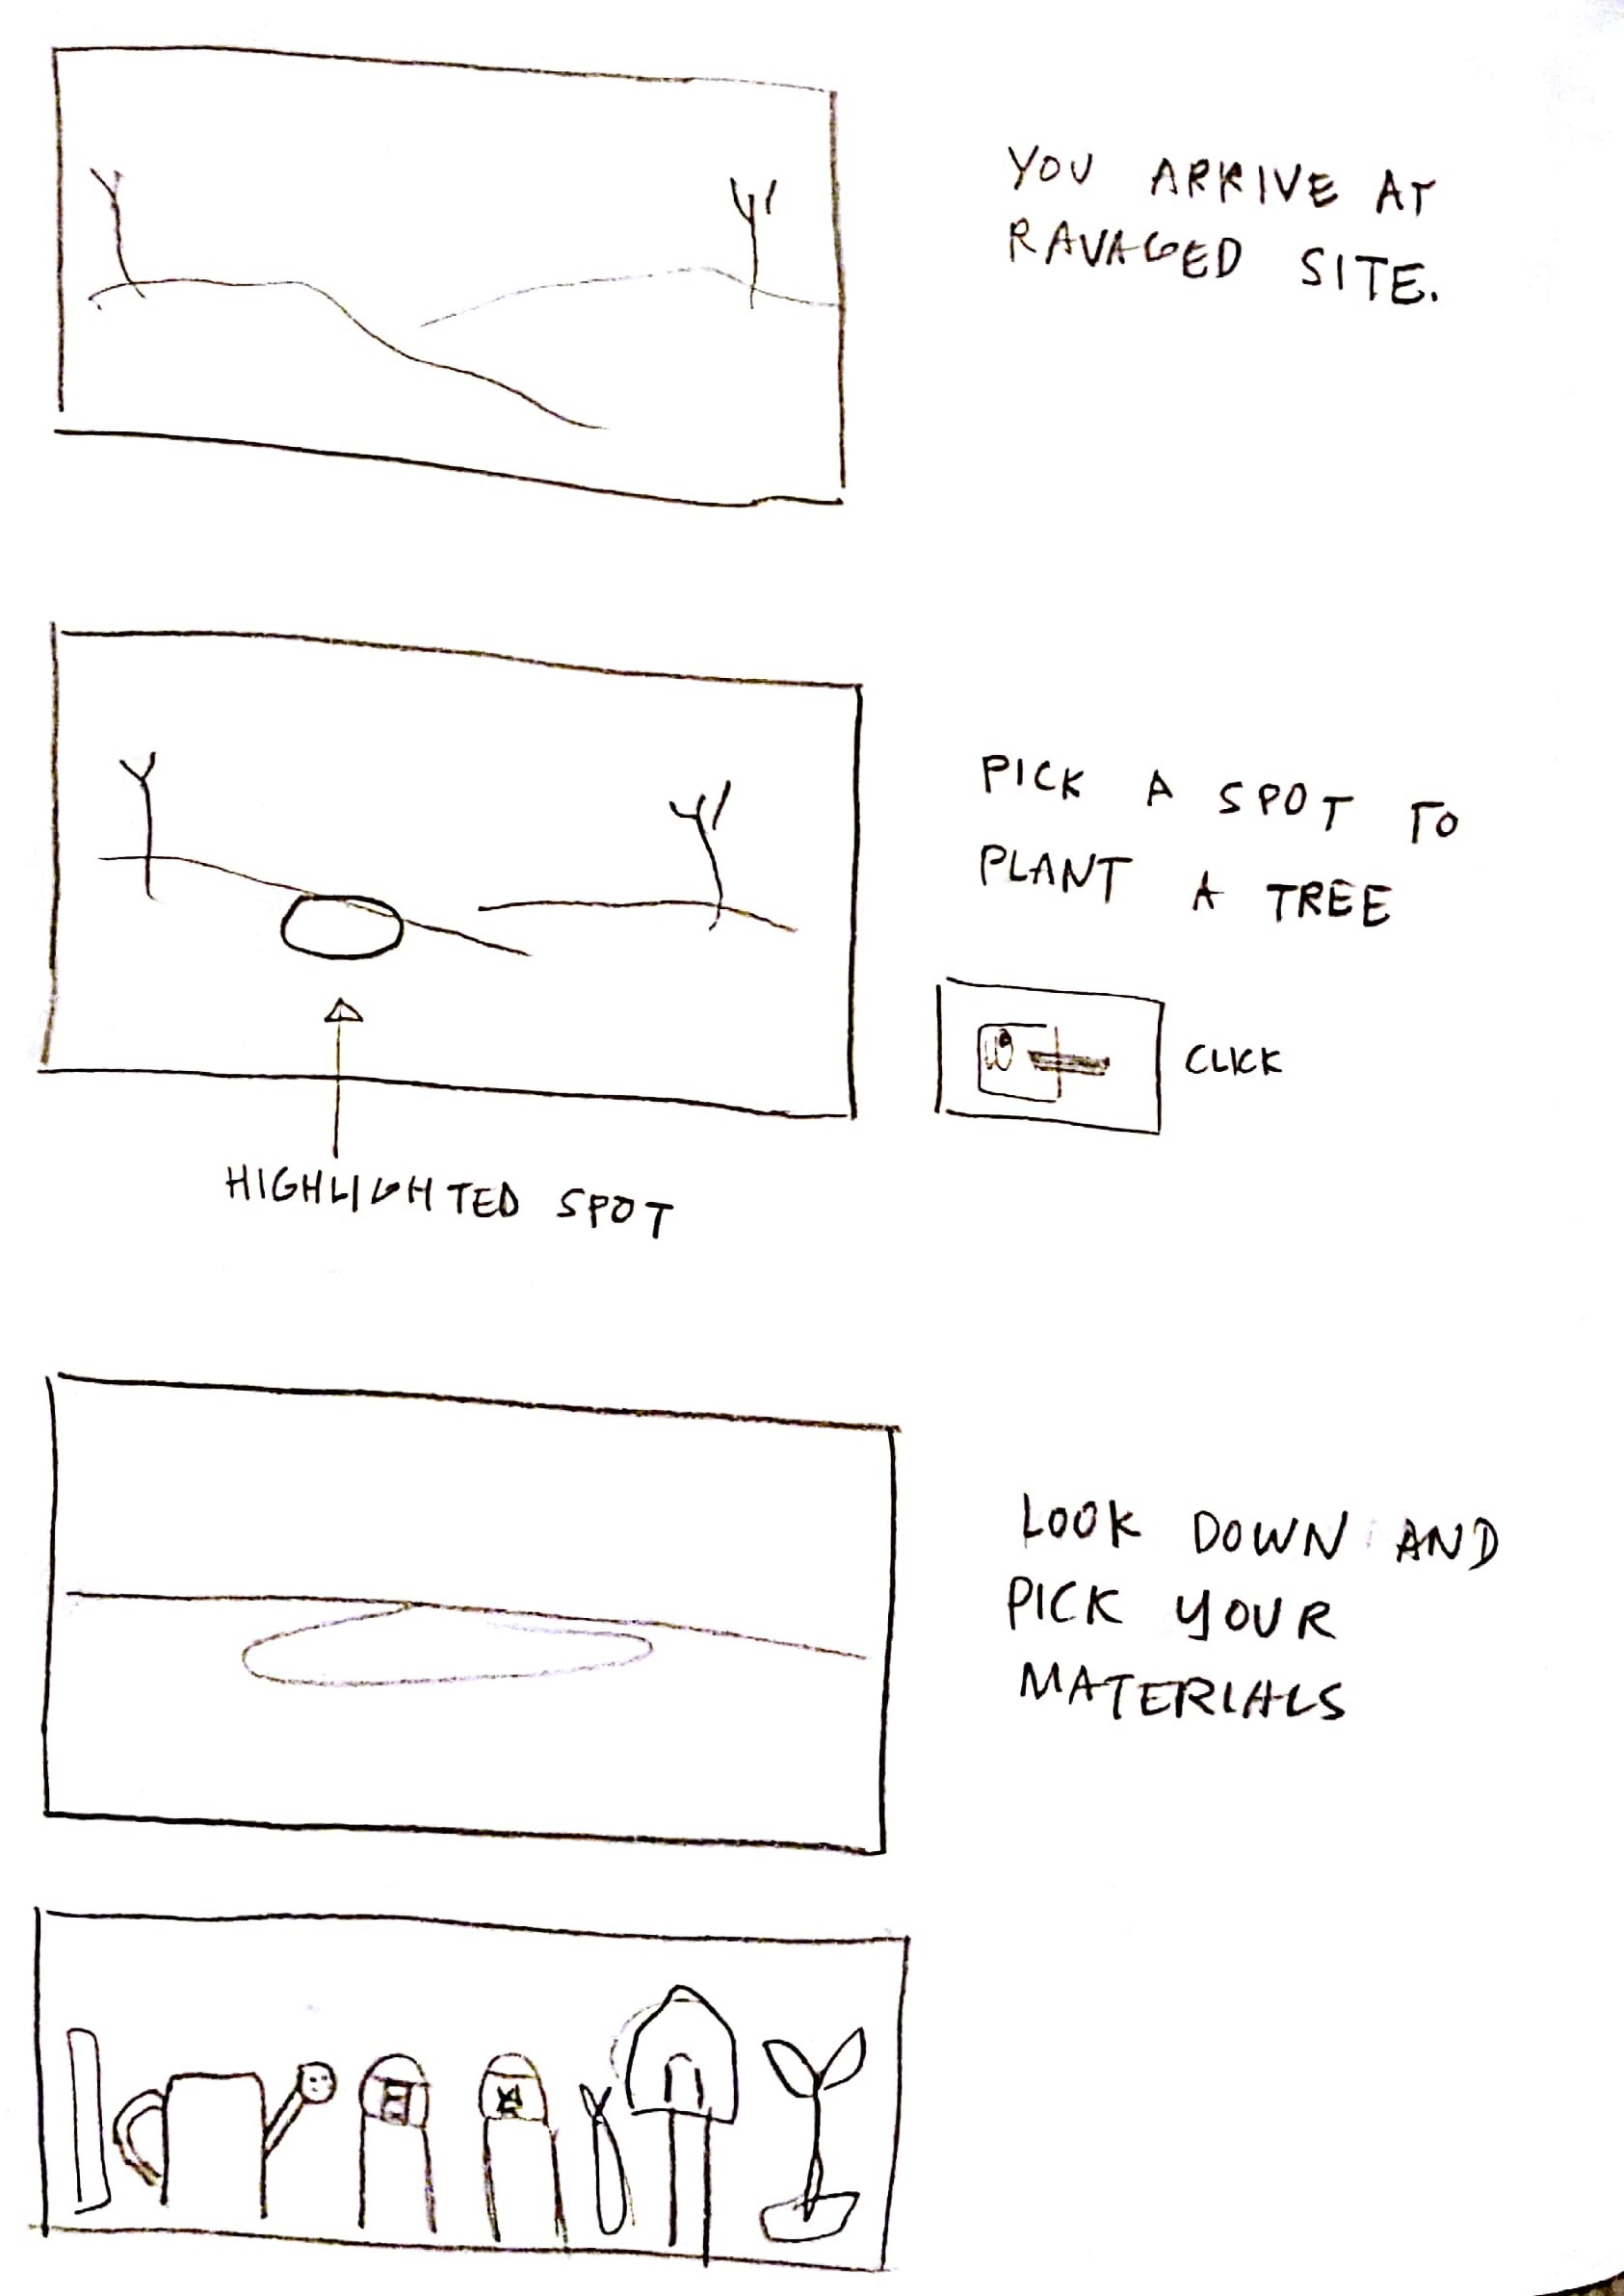 YOU ARRIVE AT
RAVAGED SITE.
PICK A SPOT TO
PLANT A TREE
CLICK
HIGHLIGHTED SPOT
LOOK DOWN AND
PICK YOUR
MATERIALS